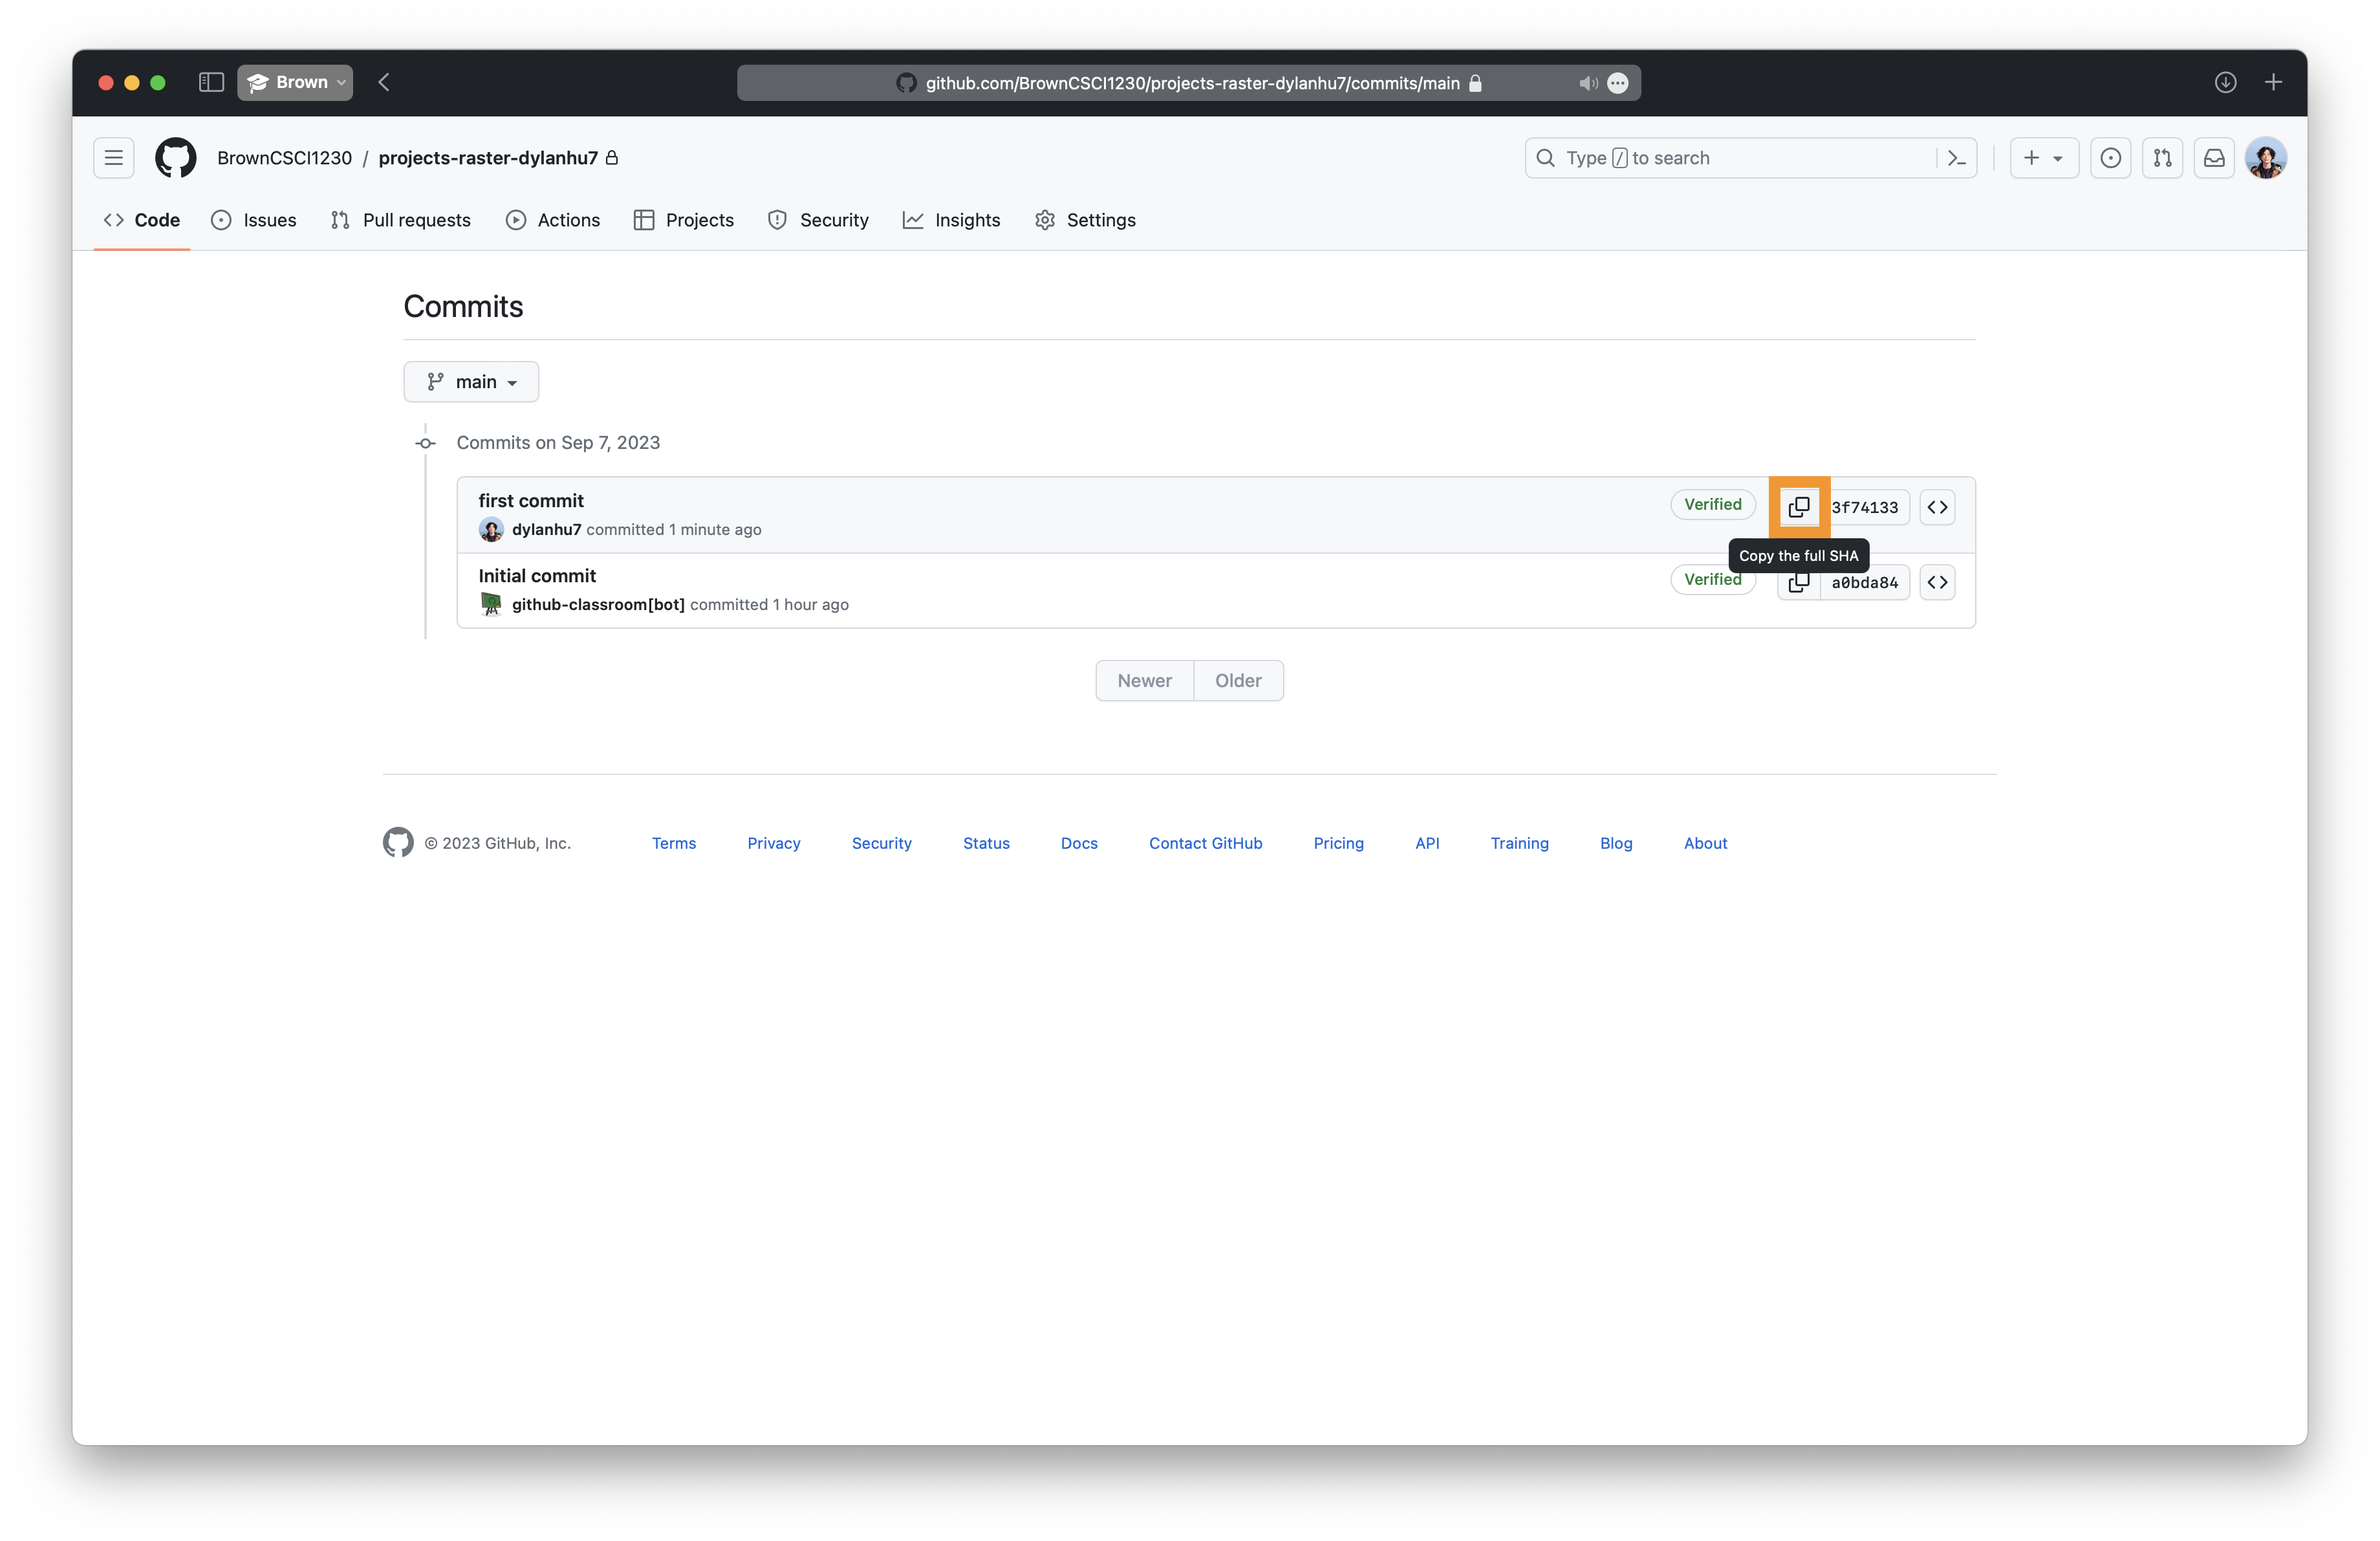 Brown
github.com/BrownCSCI1230/projects-raster-dylanhu7/commits/main
BrownCSCI1230 / projects-raster-dylanhu7
Type / to search
Code Issues Pull requests Actions Projects Security Insights Settings
Commits
main
Commits on Sep 7, 2023
first commit
Verified
3f74133
dylanhu7 committed 1 minute ago
Copy the full SHA
Initial commit
Verified
a0bda84
github-classroom[bot] committed 1 hour ago
Newer Older
© 2023 GitHub, Inc. Terms Privacy Security Status Docs Contact GitHub Pricing API Training Blog About